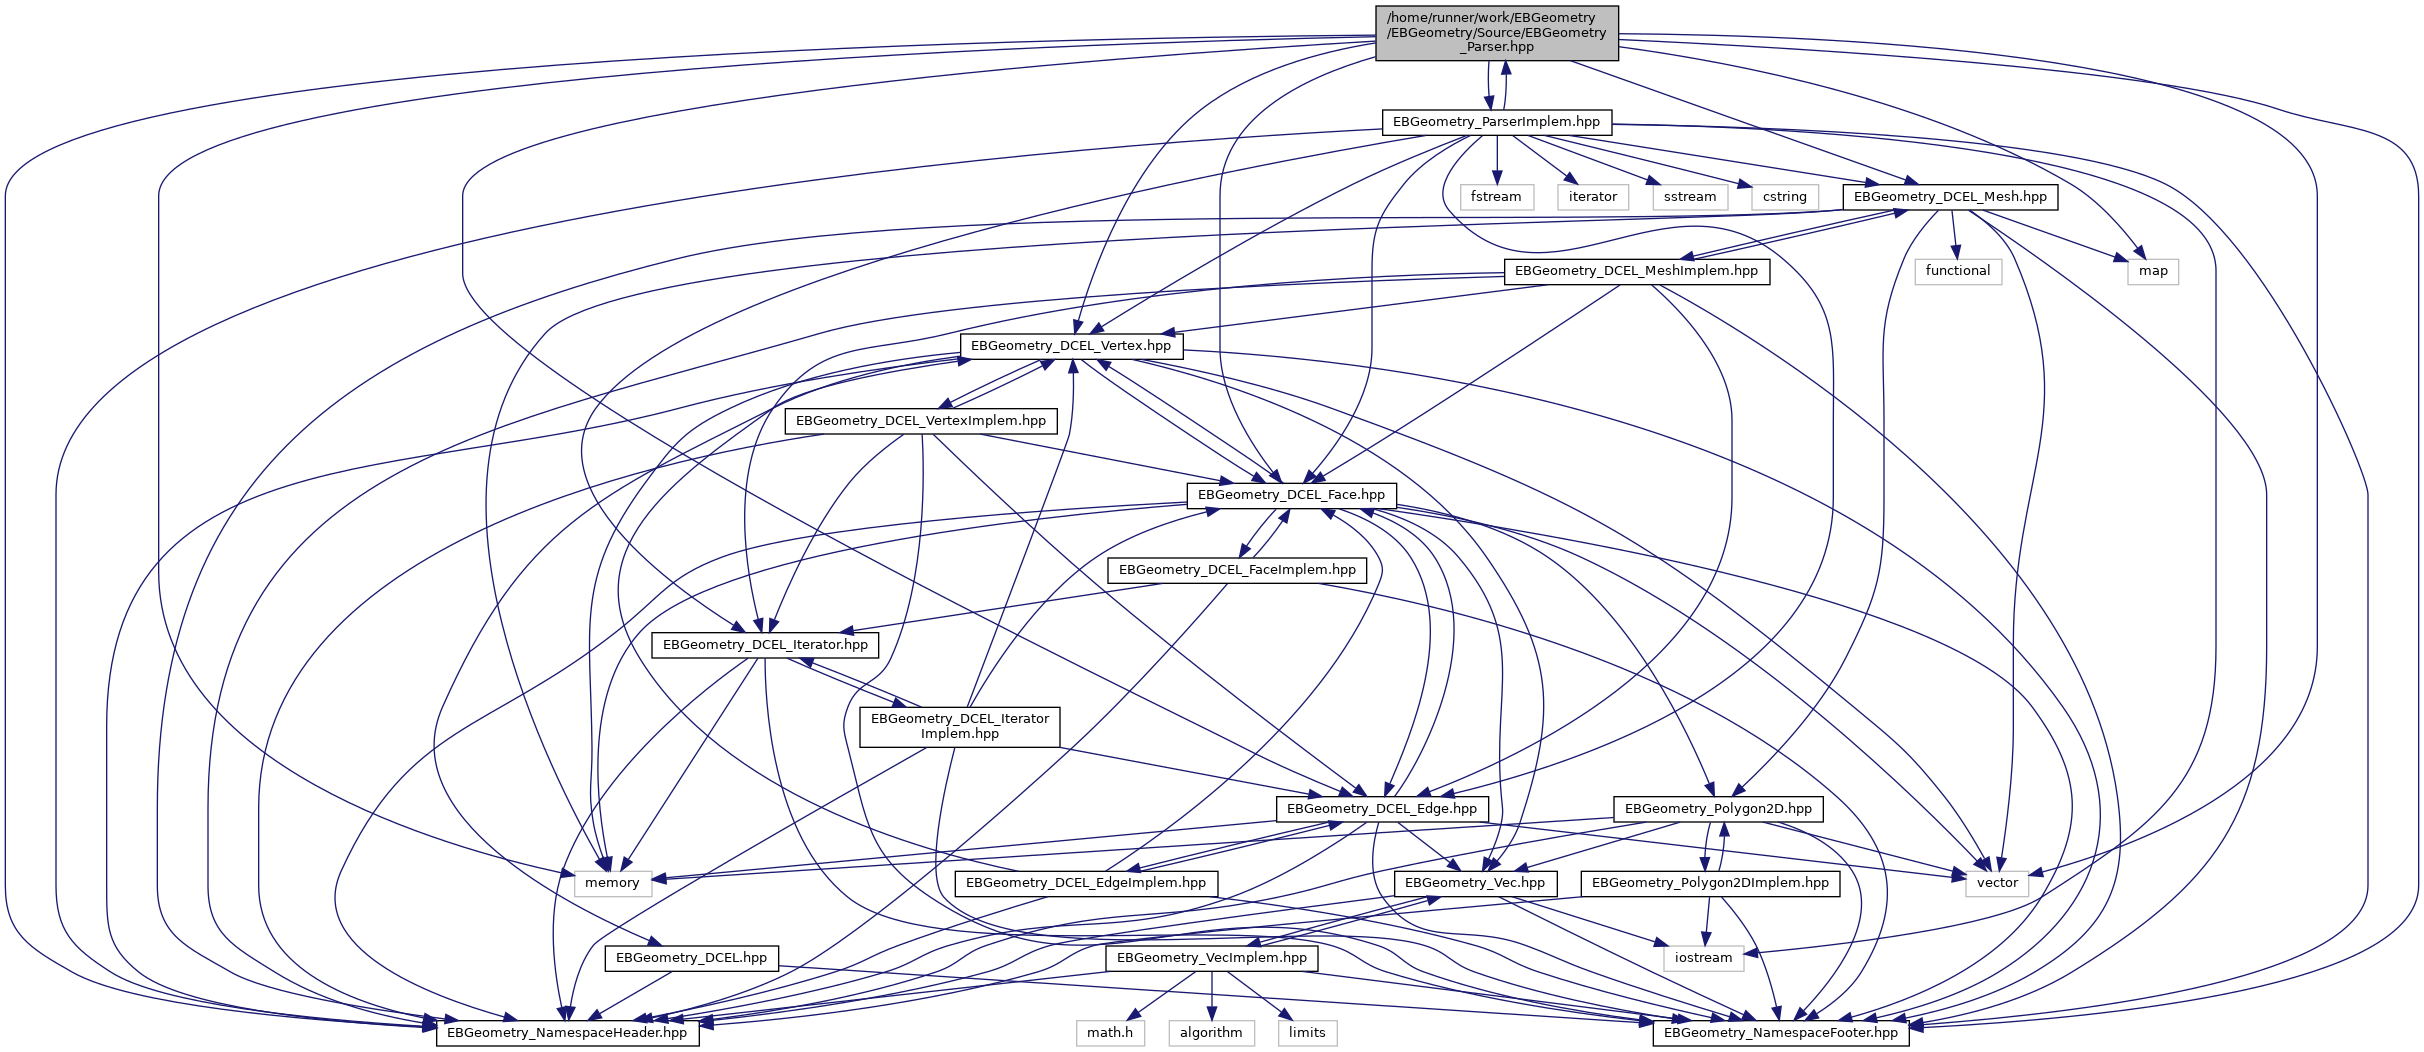 /home/runner/work/EBGeometry
/EBGeometry/Source/EBGeometry
_Parser.hpp
EBGeometry_ParserImplem.hpp
fstream
iterator
sstream
cstring
EBGeometry_DCEL_Mesh.hpp
EBGeometry_DCEL_MeshImplem.hpp
functional
map
EBGeometry_DCEL_Vertex.hpp
EBGeometry_DCEL_VertexImplem.hpp
EBGeometry_DCEL_Face.hpp
EBGeometry_DCEL_FaceImplem.hpp
EBGeometry_DCEL_Iterator.hpp
EBGeometry_DCEL_Iterator
Implem.hpp
EBGeometry_DCEL_Edge.hpp
EBGeometry_Polygon2D.hpp
memory
EBGeometry_DCEL_EdgeImplem.hpp
EBGeometry_Vec.hpp
EBGeometry_Polygon2DImplem.hpp
vector
EBGeometry_DCEL.hpp
EBGeometry_VecImplem.hpp
iostream
EBGeometry_NamespaceHeader.hpp
math.h
algorithm
limits
EBGeometry_NamespaceFooter.hpp